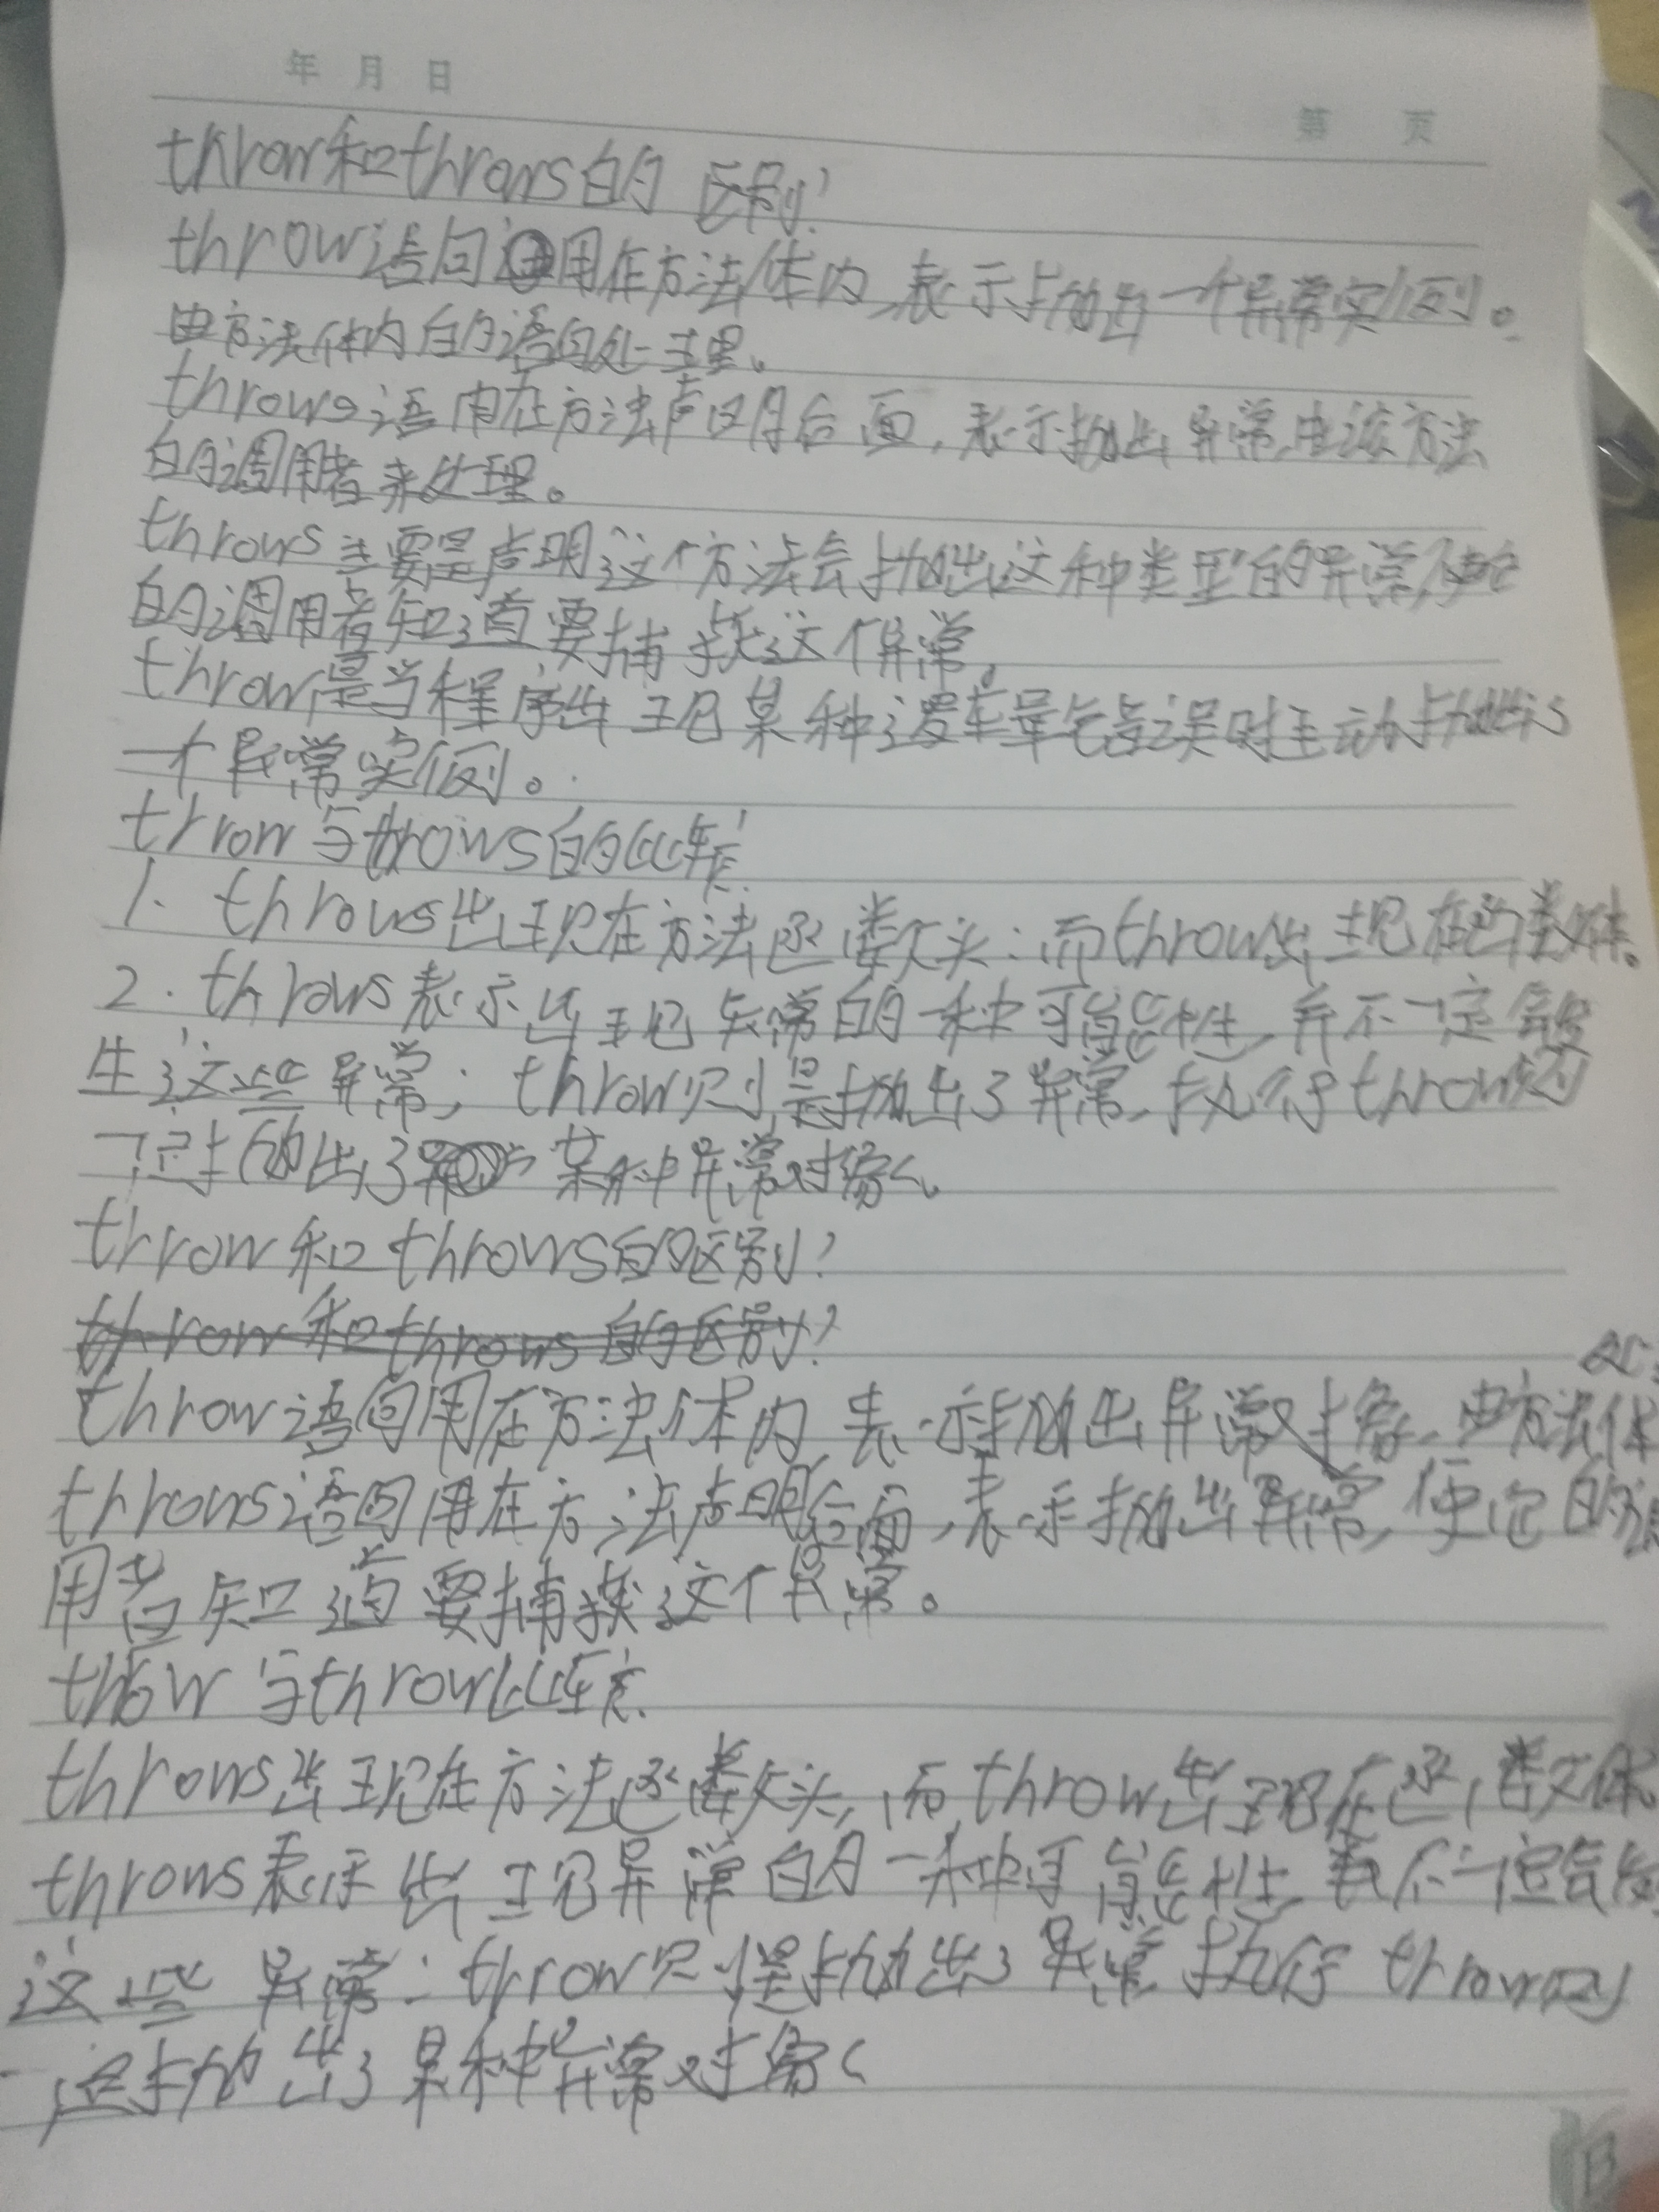 年 月 日
第 页
throw和throws的区别?
throw语句用在方法体内,表示抛出一个异常实例。
由方法体内的语句处理。
throws语用在方法声明后面,表示抛出异常,由该方法
的调用者来处理。
throws主要是声明这个方法会抛出这种类型的异常,使它
的调用者知道要捕获这个异常。
throw是当程序出现某种逻辑错误时主动抛出
一个异常实例。
throw与throws的比较
1. throws出现在方法函数头;而throw出现在函数体。
2. throws表示出现异常的一种可能性,并不一定会发
生这些异常;throw则是抛出了异常,执行throw则
一定抛出了某种异常对象。
throw和throws的区别?
throw和throws的区别?
throw语句用在方法体内,表示抛出异常对象,由方法体
throws语句用在方法声明后面,表示抛出异常,使它的调
用者知道要捕获这个异常。
throw与throw比较
throws出现在方法函数头,而throw出现在函数体
throws表示出现异常的一种可能性,并不一定会发
这些异常;throw则是抛出了异常执行throw则
一定抛出了某种异常对象